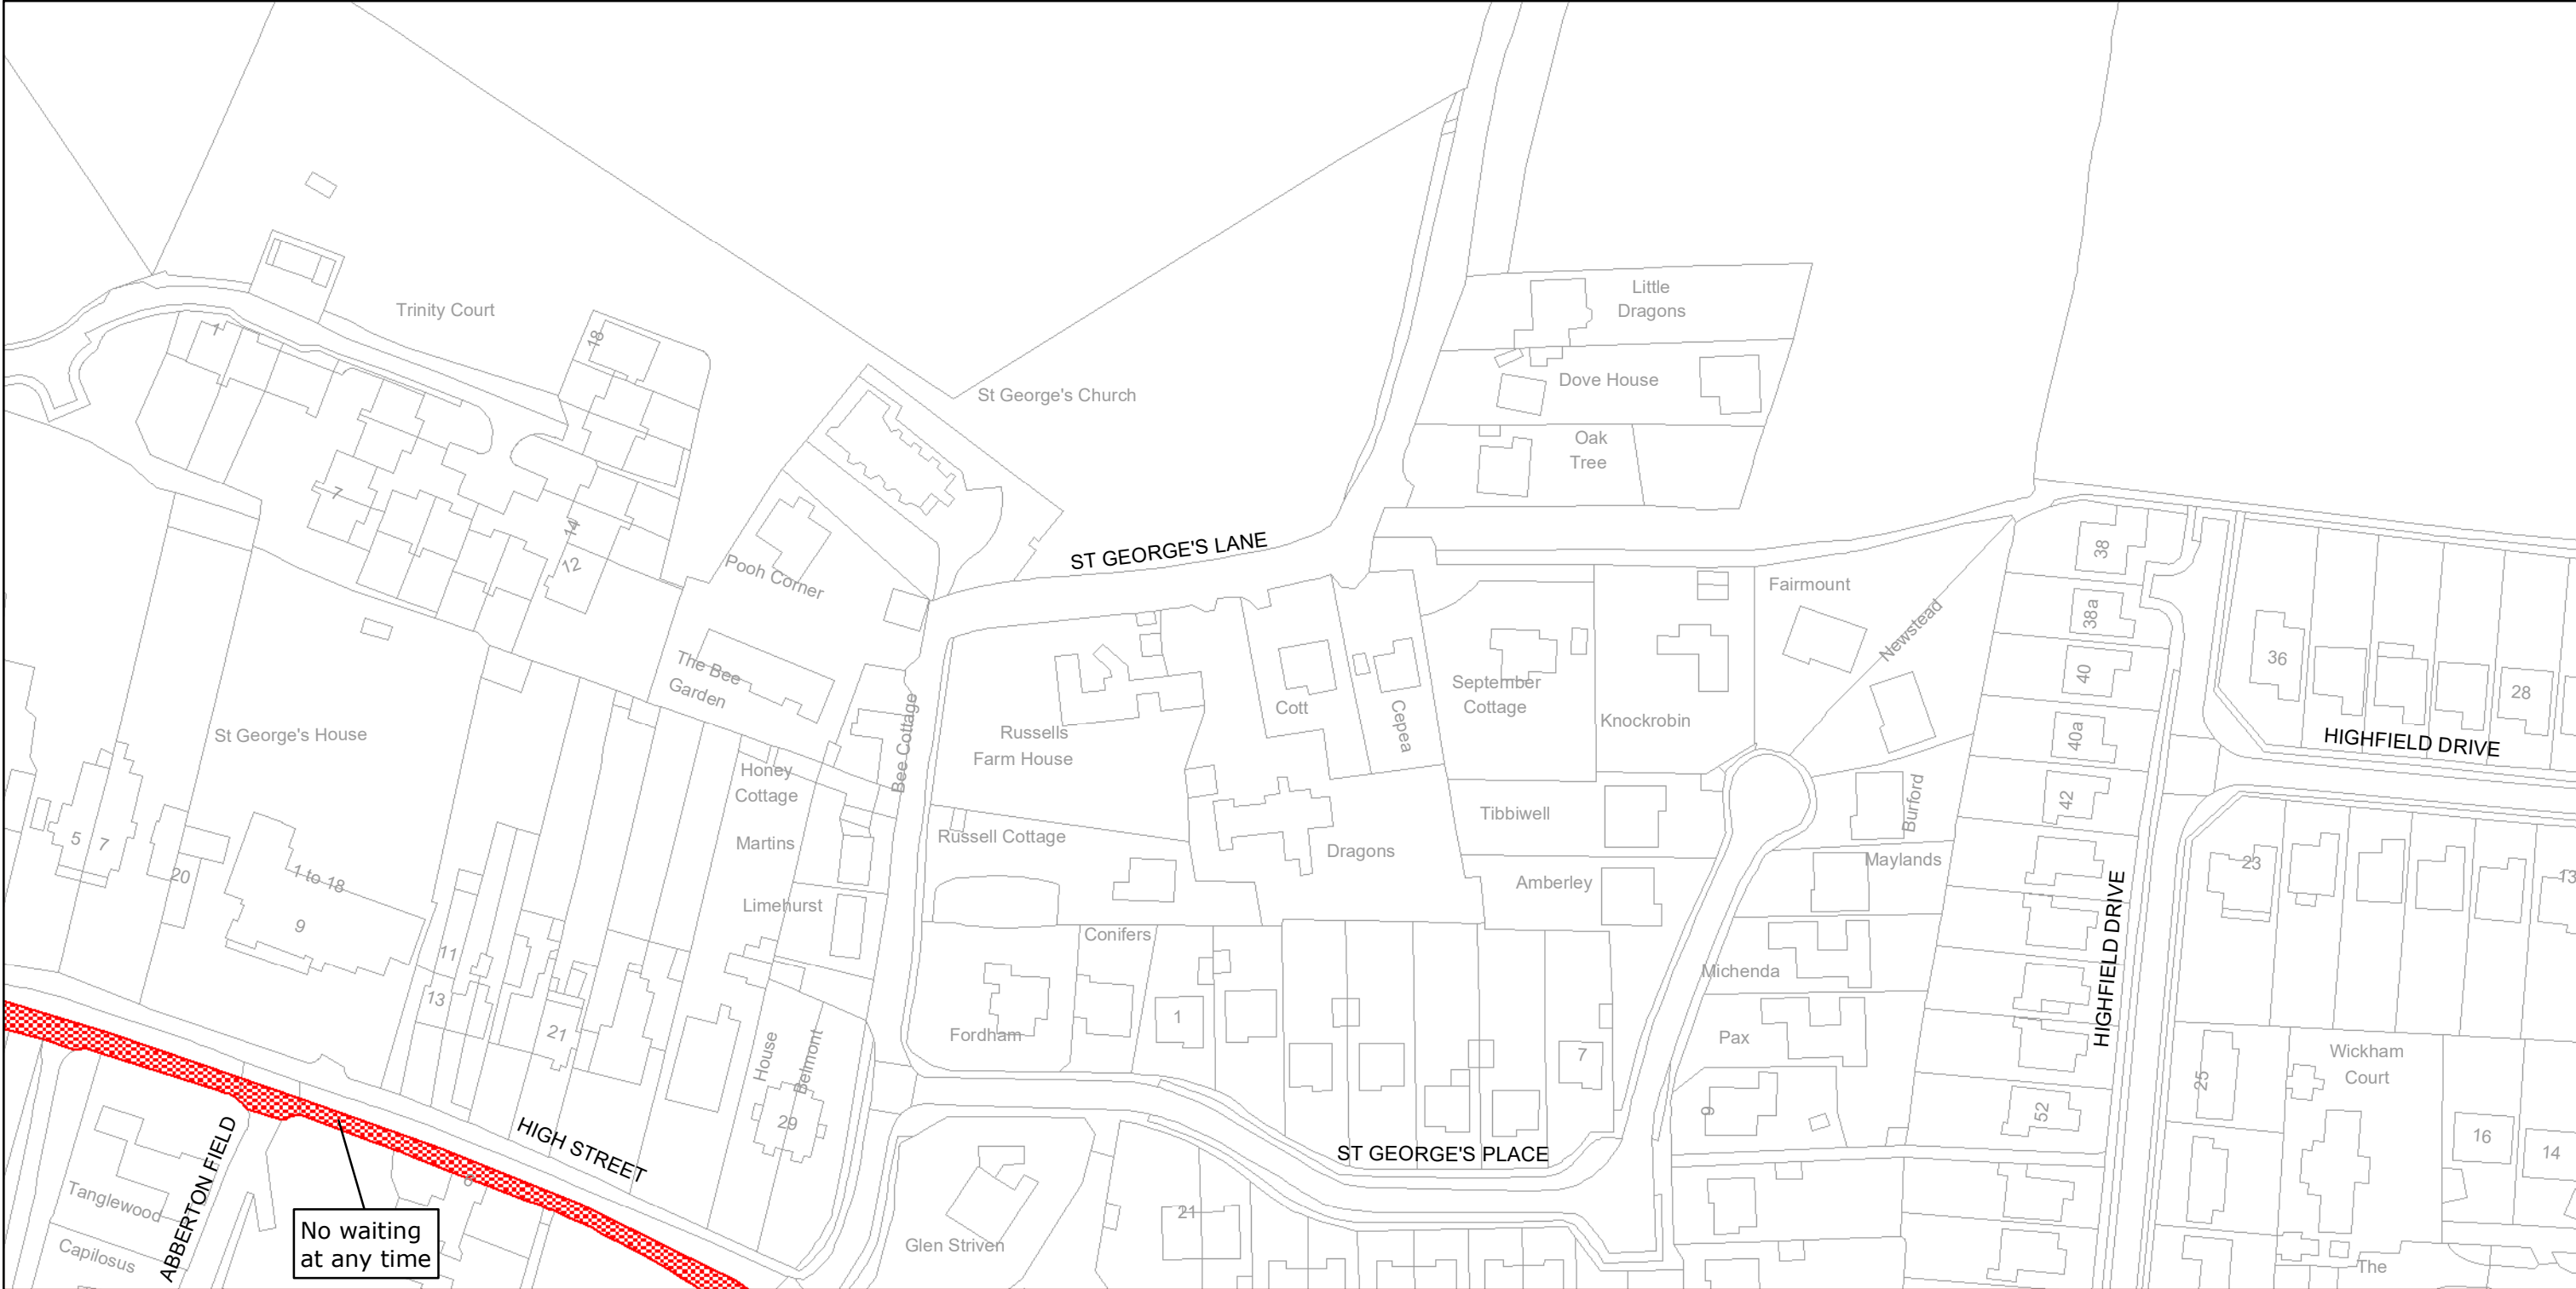 Little
Dragons
Trinity Court
1
18
Dove House
St George's Church
Oak
Tree
7
14
12
ST GEORGE'S LANE
38
Pooh Corner
Fairmount
38a
Newstead
The Bee
Garden
36
40
28
September
Cottage
Cott
Cepea
Knockrobin
40a
St George's House
Bee Cottage
Russells
Farm House
HIGHFIELD DRIVE
Honey
Cottage
42
Burford
Tibbiwell
5
7
Martins
Russell Cottage
Dragons
Maylands
23
13
20
1 to 18
Amberley
9
Limehurst
Conifers
HIGHFIELD DRIVE
11
13
Michenda
21
1
Fordham
House
Belmont
7
Pax
Wickham
Court
25
29
9
52
16
14
HIGH STREET
ST GEORGE'S PLACE
ABBERTON FIELD
Tanglewood
6
21
No waiting
at any time
Capilosus
Glen Striven
The